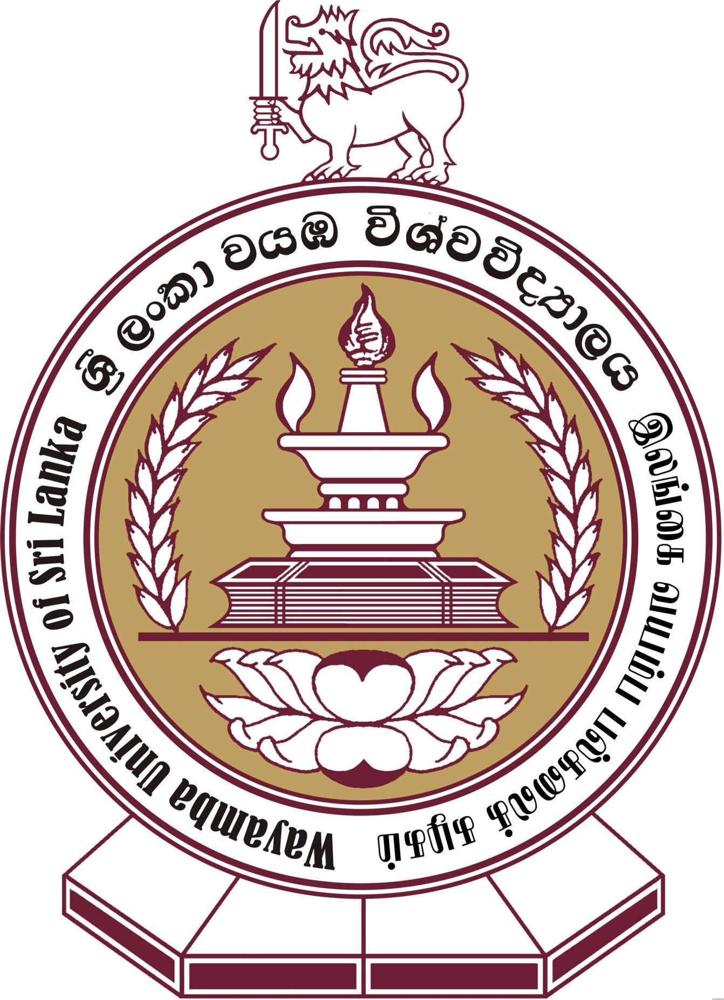 ශ්‍රී ලංකා වයඹ විශ්වවිද්‍යාලය
இலங்கை வயம்ப பல்கலைக் கழகம்
Wayamba University of Sri Lanka